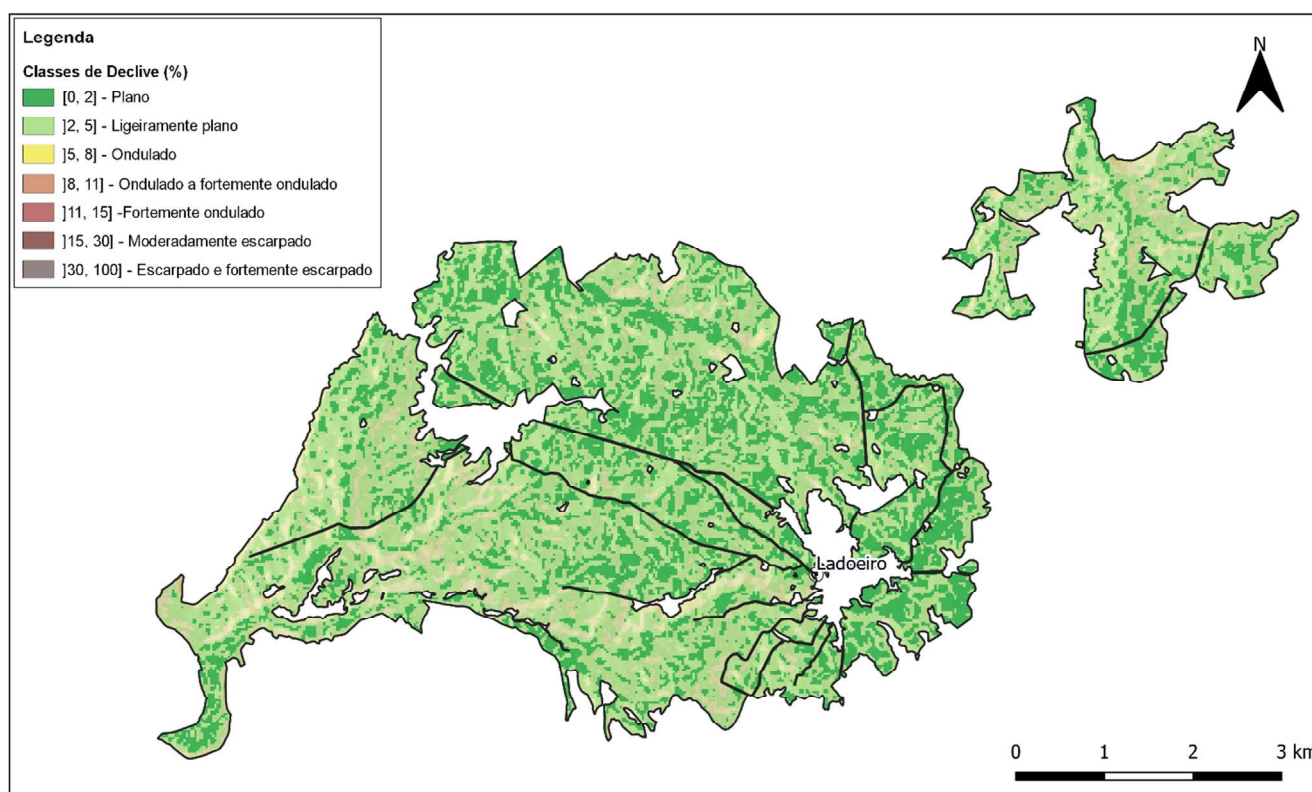 Legenda
Classes de Declive (%)
[0, 2] - Plano
]2, 5] - Ligeiramente plano
]5, 8] - Ondulado
]8, 11] - Ondulado a fortemente ondulado
]11, 15] -Fortemente ondulado
]15, 30] - Moderadamente escarpado
]30, 100] - Escarpado e fortemente escarpado
N
Ladoeiro
0 1 2 3 km